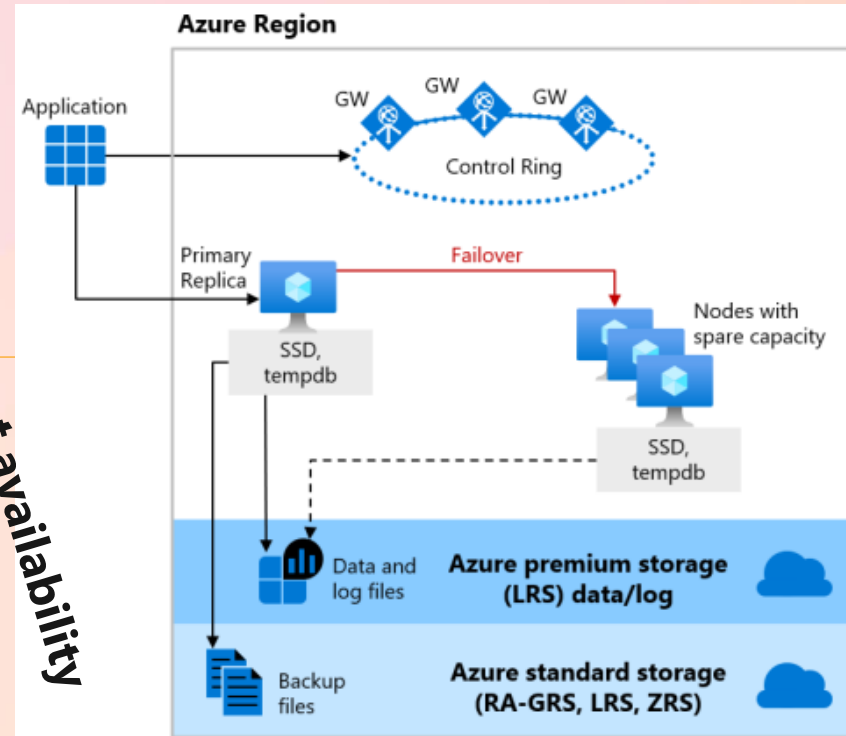 Azure Region
Application
GW
GW
GW
Control Ring
Primary
Replica
Failover
Nodes with
spare capacity
SSD,
tempdb
SSD,
tempdb
Data and
log files
Azure premium storage
(LRS) data/log
Backup
files
Azure standard storage
(RA-GRS, LRS, ZRS)
availability